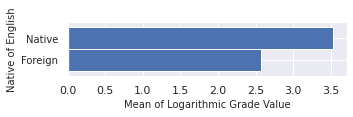 Native of English
Native
Foreign
0.0 0.5 1.0 1.5 2.0 2.5 3.0 3.5
Mean of Logarithmic Grade Value